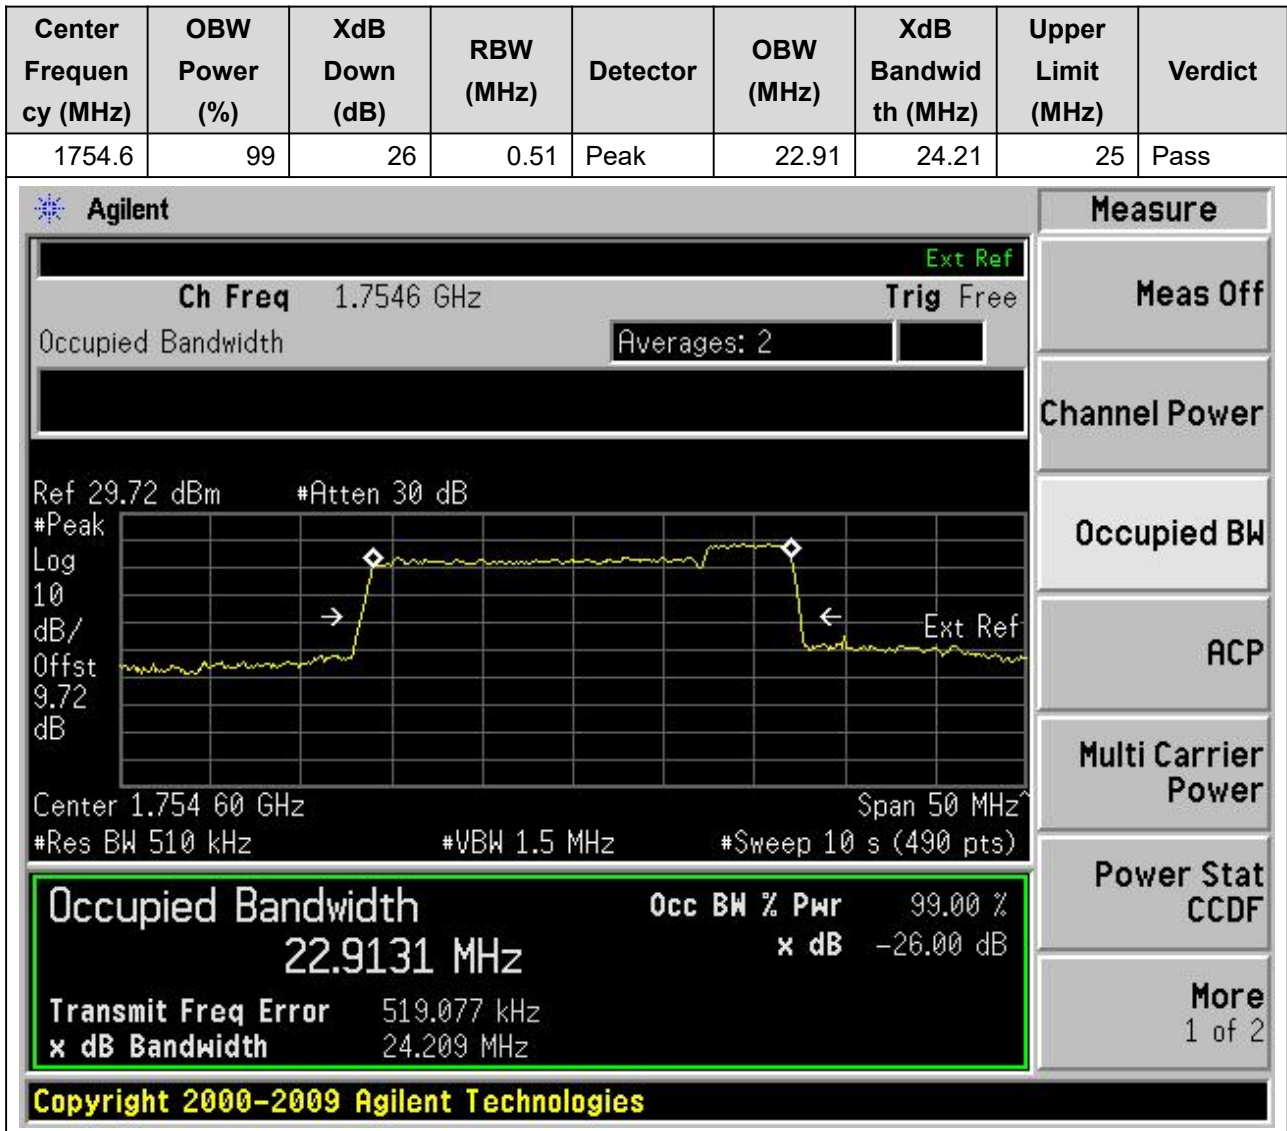 Center Frequency (MHz) OBW Power (%) XdB Down (dB) RBW (MHz) Detector OBW (MHz) XdB Bandwidth (MHz) Upper Limit (MHz) Verdict
1754.6 99 26 0.51 Peak 22.91 24.21 25 Pass
Agilent
Measure
Ext Ref
Ch Freq 1.7546 GHz Trig Free
Meas Off
Occupied Bandwidth Averages: 2
Channel Power
Ref 29.72 dBm #Atten 30 dB
#Peak
Log
10
dB/
Offst
9.72
dB
Ext Ref
Occupied BW
ACP
Center 1.754 60 GHz Span 50 MHz^
#Res BW 510 kHz #VBW 1.5 MHz #Sweep 10 s (490 pts)
Multi Carrier
Power
Occupied Bandwidth Occ BW % Pwr 99.00 %
22.9131 MHz x dB -26.00 dB
Power Stat
CCDF
Transmit Freq Error 519.077 kHz
x dB Bandwidth 24.209 MHz
More
1 of 2
Copyright 2000-2009 Agilent Technologies